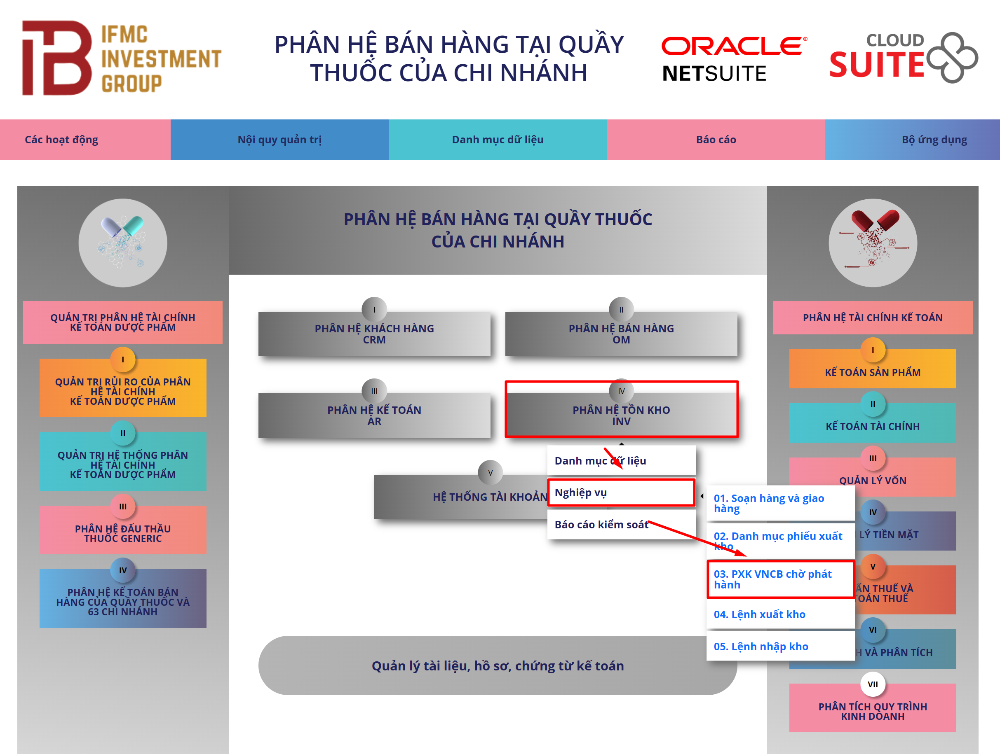 IFMC
INVESTMENT
GROUP
PHÂN HỆ BÁN HÀNG TẠI QUẦY
THUỐC CỦA CHI NHÁNH
ORACLE®
NETSUITE
CLOUD
SUITE
Các hoạt động
Nội quy quản trị
Danh mục dữ liệu
Báo cáo
Bộ ứng dụng
QUẢN TRỊ PHÂN HỆ TÀI CHÍNH
KẾ TOÁN DƯỢC PHẨM
I
QUẢN TRỊ RỦI RO CỦA PHÂN
HỆ TÀI CHÍNH
KẾ TOÁN DƯỢC PHẨM
II
QUẢN TRỊ HỆ THỐNG PHÂN
HỆ TÀI CHÍNH
KẾ TOÁN DƯỢC PHẨM
III
PHÂN HỆ ĐẤU THẦU
THUỐC GENERIC
IV
PHÂN HỆ KẾ TOÁN BÁN
HÀNG CỦA QUẦY THUỐC VÀ
63 CHI NHÁNH
PHÂN HỆ BÁN HÀNG TẠI QUẦY THUỐC
CỦA CHI NHÁNH
I
PHÂN HỆ KHÁCH HÀNG
CRM
II
PHÂN HỆ BÁN HÀNG
OM
III
PHÂN HỆ KẾ TOÁN
AR
IV
PHÂN HỆ TỒN KHO
INV
V
HỆ THỐNG TÀI KHOẢN
Danh mục dữ liệu
Nghiệp vụ
Báo cáo kiểm soát
01. Soạn hàng và giao
hàng
02. Danh mục phiếu xuất
kho
03. PXK VNCB chờ phát
hành
04. Lệnh xuất kho
05. Lệnh nhập kho
Quản lý tài liệu, hồ sơ, chứng từ kế toán
PHÂN HỆ TÀI CHÍNH KẾ TOÁN
I
KẾ TOÁN SẢN PHẨM
II
KẾ TOÁN TÀI CHÍNH
III
QUẢN LÝ VỐN
IV
LÝ TIỀN MẶT
V
THUẾ VÀ
THUẾ
VI
VÀ PHÂN TÍCH
VII
PHÂN TÍCH QUY TRÌNH
KINH DOANH